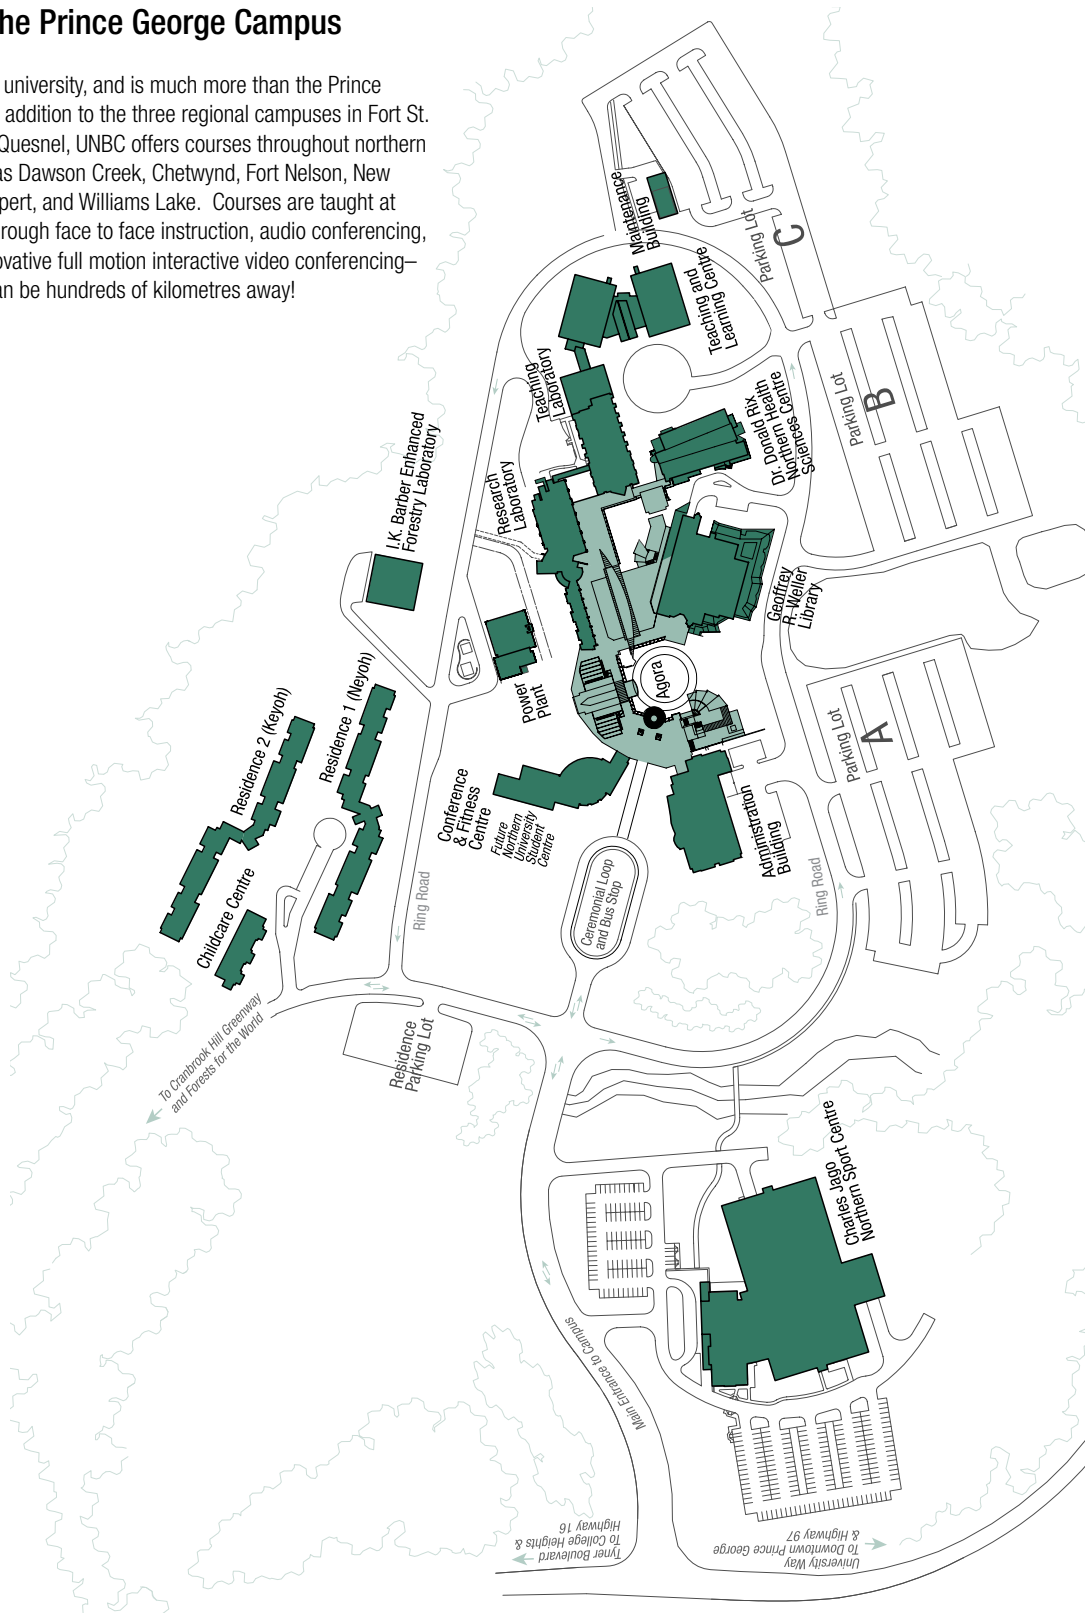 he Prince George Campus
university, and is much more than the Prince
addition to the three regional campuses in Fort St.
Quesnel, UNBC offers courses throughout northern
as Dawson Creek, Chetwynd, Fort Nelson, New
pert, and Williams Lake. Courses are taught at
rough face to face instruction, audio conferencing,
ovative full motion interactive video conferencing–
an be hundreds of kilometres away!
Maintenance
Building
Parking Lot
C
Teaching and
Learning Centre
Teaching
Laboratory
Parking Lot
B
Dr. Donald Rix
Northern Health
Sciences Centre
I.K. Barber Enhanced
Forestry Laboratory
Research
Laboratory
Geoffrey
R. Weller
Library
Agora
Power
Plant
Residence 1 (Neyoh)
Residence 2 (Keyoh)
Parking Lot
A
Conference
& Fitness
Centre
Future
Northern
University
Student
Centre
Administration
Building
Childcare Centre
Ring Road
Ceremonial Loop
and Bus Stop
Ring Road
To Cranbrook Hill Greenway
and Forests for the World
Residence
Parking Lot
Charles Jago
Northern Sport Centre
Main Entrance to Campus
Tyner Boulevard
To College Heights &
Highway 16
University Way
To Downtown Prince George
& Highway 97